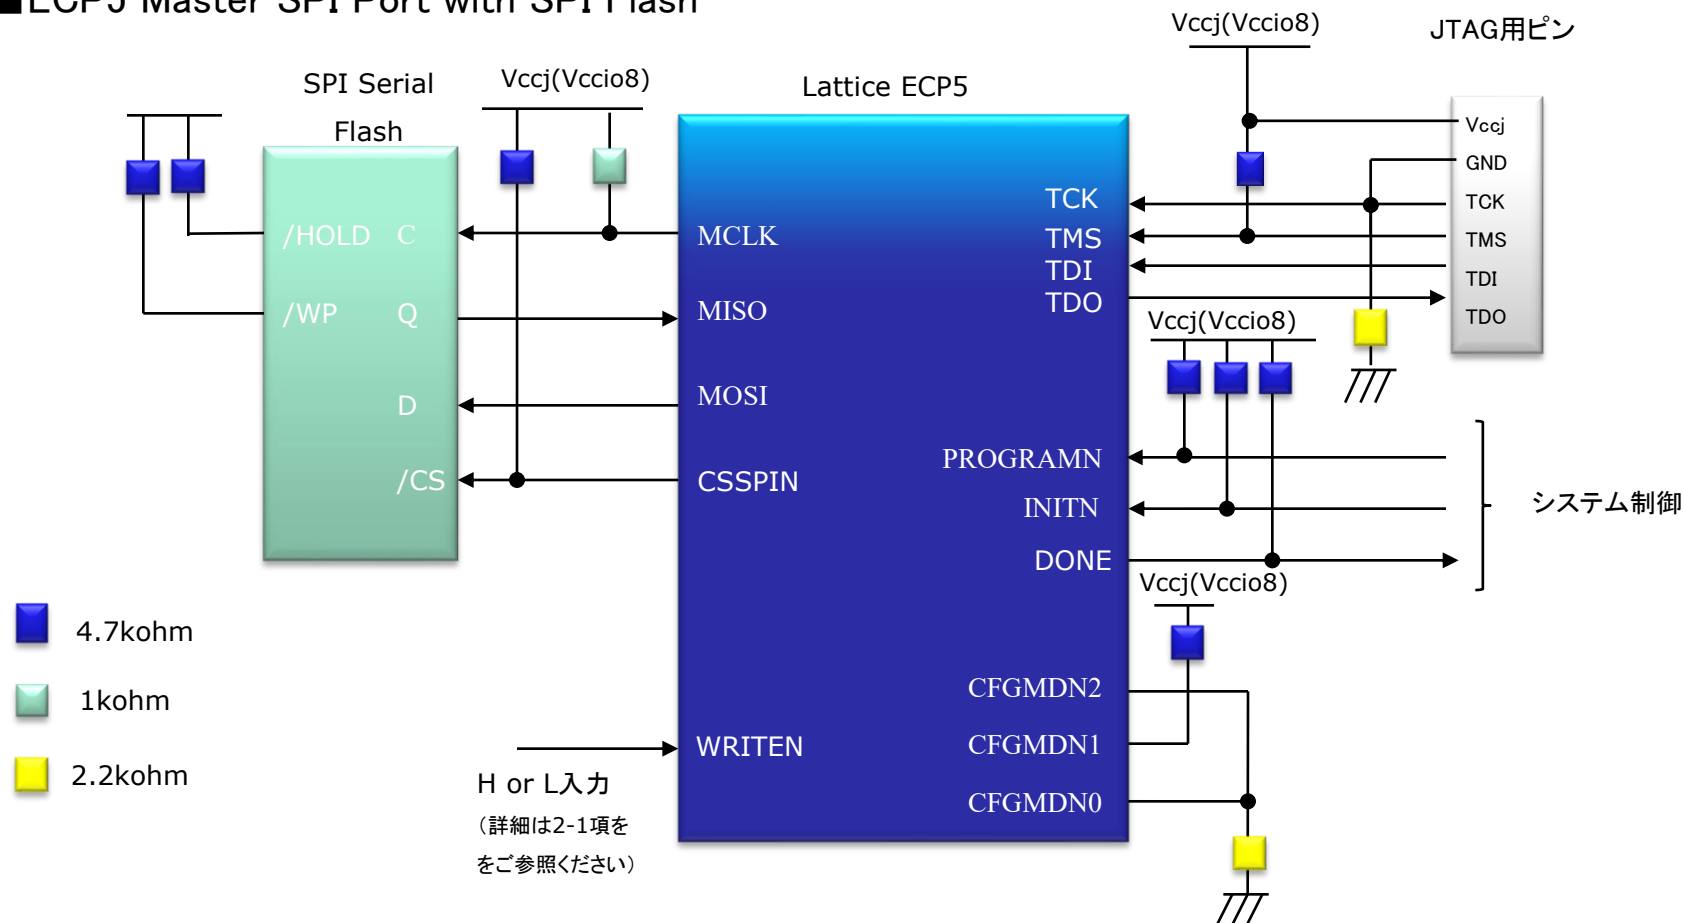 ■ECP5 Master SPI Port with SPI Flash
SPI Serial
Flash
Vccj(Vccio8)
Lattice ECP5
Vccj(Vccio8)
JTAG用ピン
/HOLD C
/WP Q
D
/CS
MCLK
MISO
MOSI
CSSPIN
WRITEN
TCK
TMS
TDI
TDO
Vccj
GND
TCK
TMS
TDI
TDO
Vccj(Vccio8)
PROGRAMN
INITN
DONE
システム制御
Vccj(Vccio8)
CFGMDN2
CFGMDN1
CFGMDN0
4.7kohm
1kohm
2.2kohm
H or L入力
（詳細は2-1項を
をご参照ください）